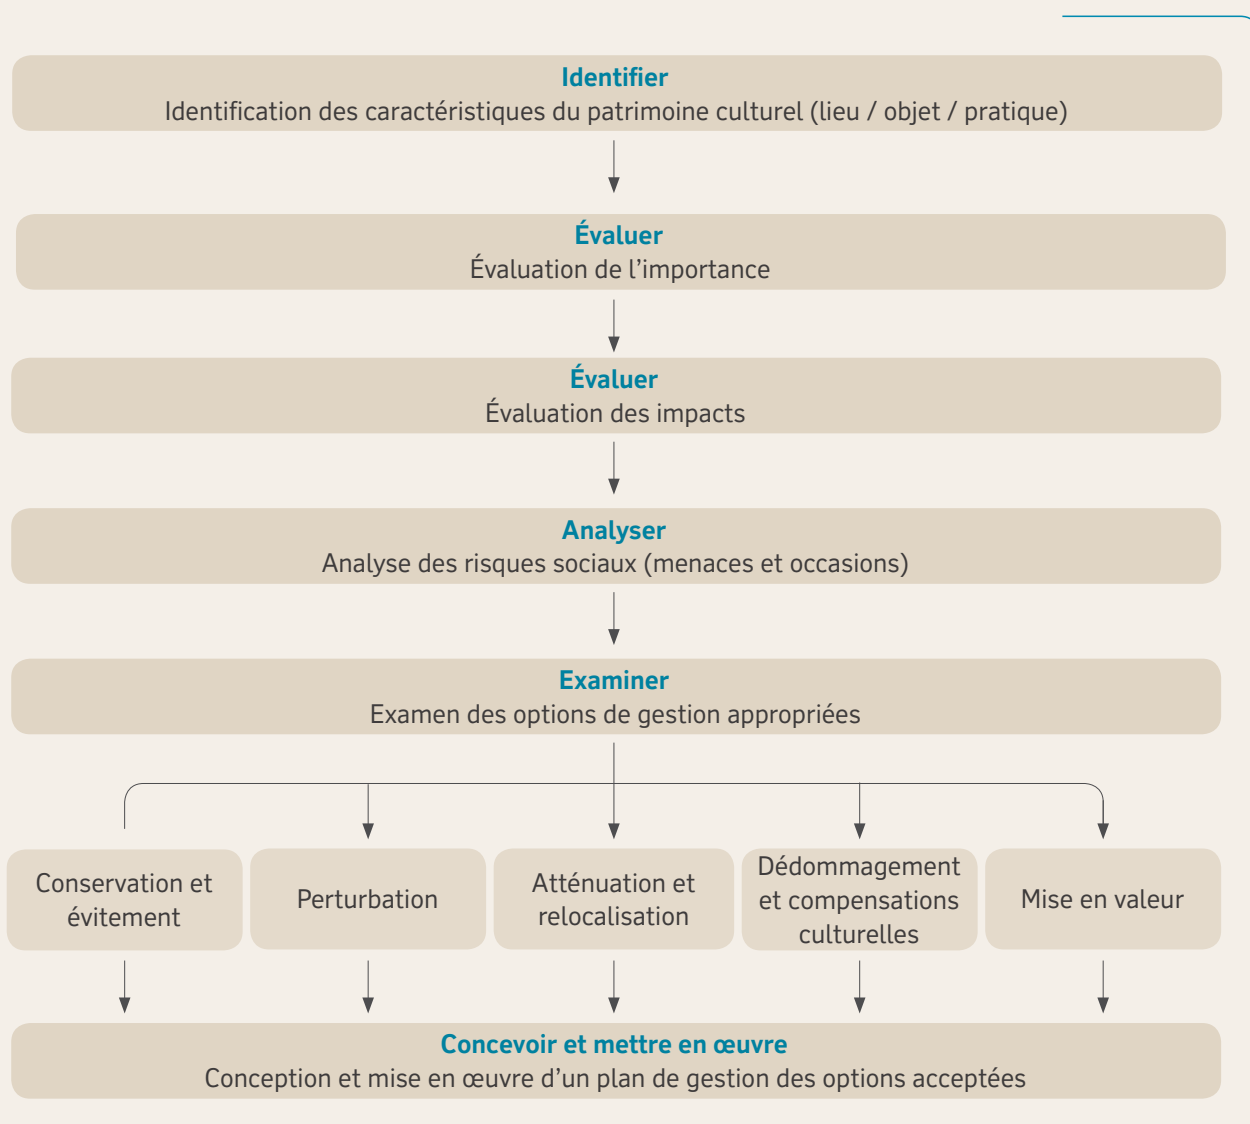 Identifier
Identification des caractéristiques du patrimoine culturel (lieu / objet / pratique)
Évaluer
Évaluation de l’importance
Évaluer
Évaluation des impacts
Analyser
Analyse des risques sociaux (menaces et occasions)
Examiner
Examen des options de gestion appropriées
Conservation et
évitement
Perturbation
Atténuation et
relocalisation
Dédommagement
et compensations
culturelles
Mise en valeur
Concevoir et mettre en œuvre
Conception et mise en œuvre d’un plan de gestion des options acceptées